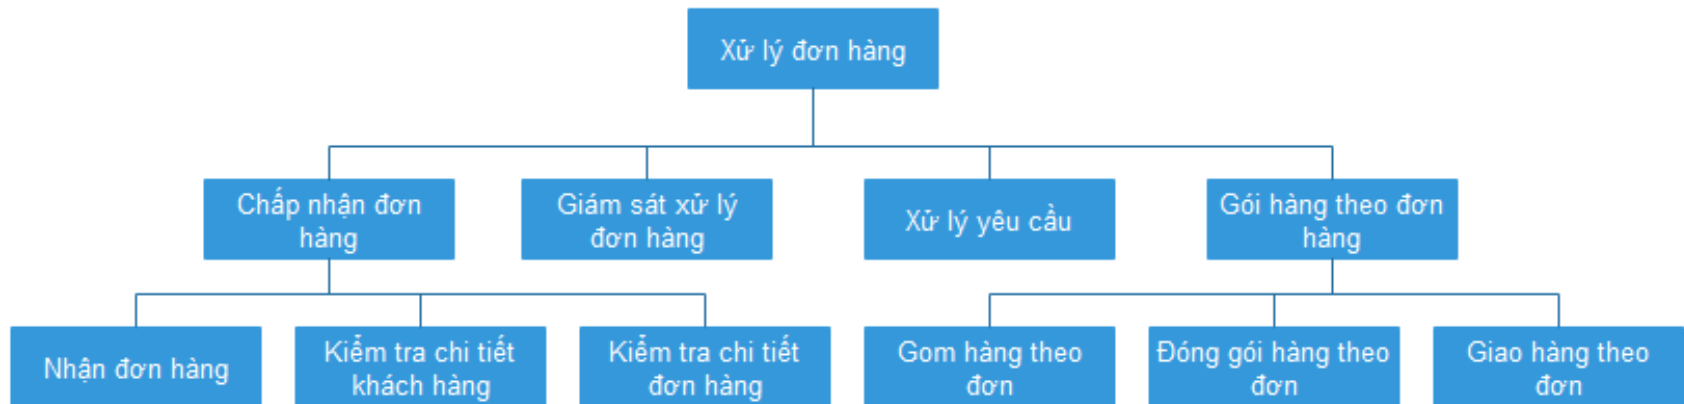 Xử lý đơn hàng
Chấp nhận đơn
hàng
Giám sát xử lý
đơn hàng
Xử lý yêu cầu
Gói hàng theo đơn
hàng
Nhận đơn hàng
Kiểm tra chi tiết
khách hàng
Kiểm tra chi tiết
đơn hàng
Gom hàng theo
đơn
Đóng gói hàng theo
đơn
Giao hàng theo
đơn